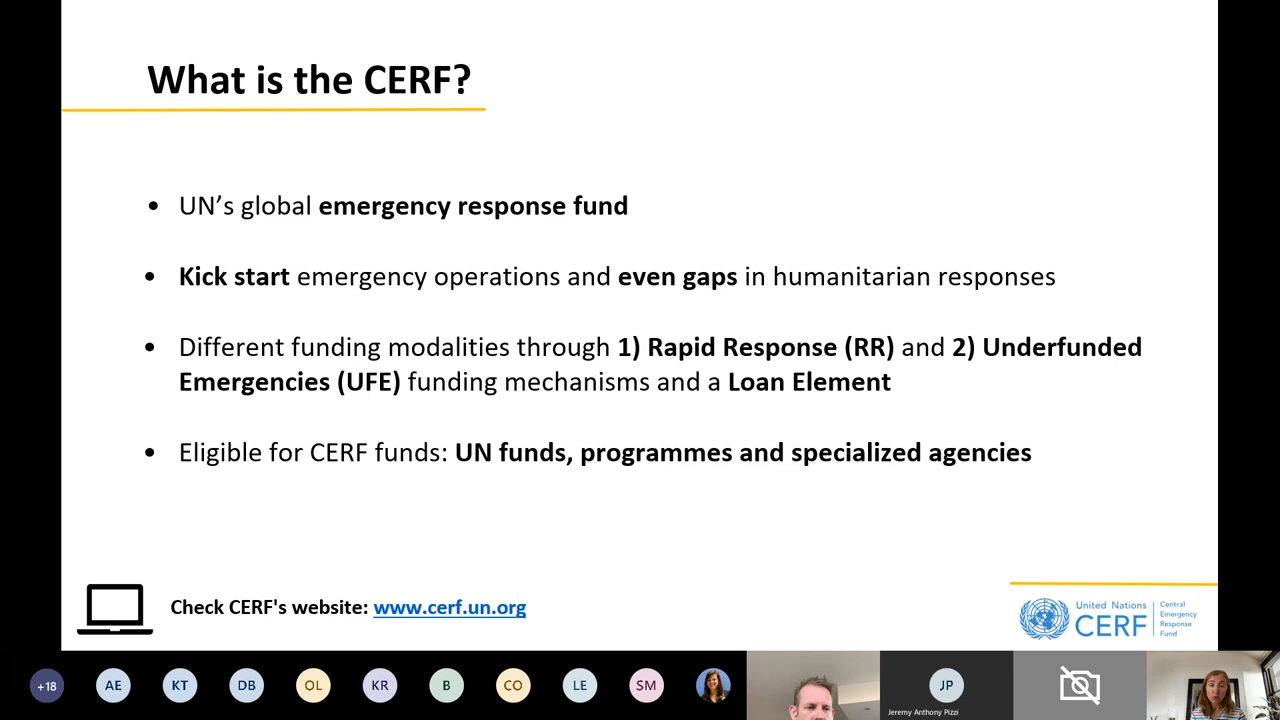 What is the CERF?
• UN’s global emergency response fund
• Kick start emergency operations and even gaps in humanitarian responses
• Different funding modalities through 1) Rapid Response (RR) and 2) Underfunded
Emergencies (UFE) funding mechanisms and a Loan Element
• Eligible for CERF funds: UN funds, programmes and specialized agencies
Check CERF's website: www.cerf.un.org
United Nations
CERF
Central
Emergency
Response
Fund
+18
AE
KT
DB
OL
KR
B
CO
LE
SM
JP
Jeremy Anthony Pizzi